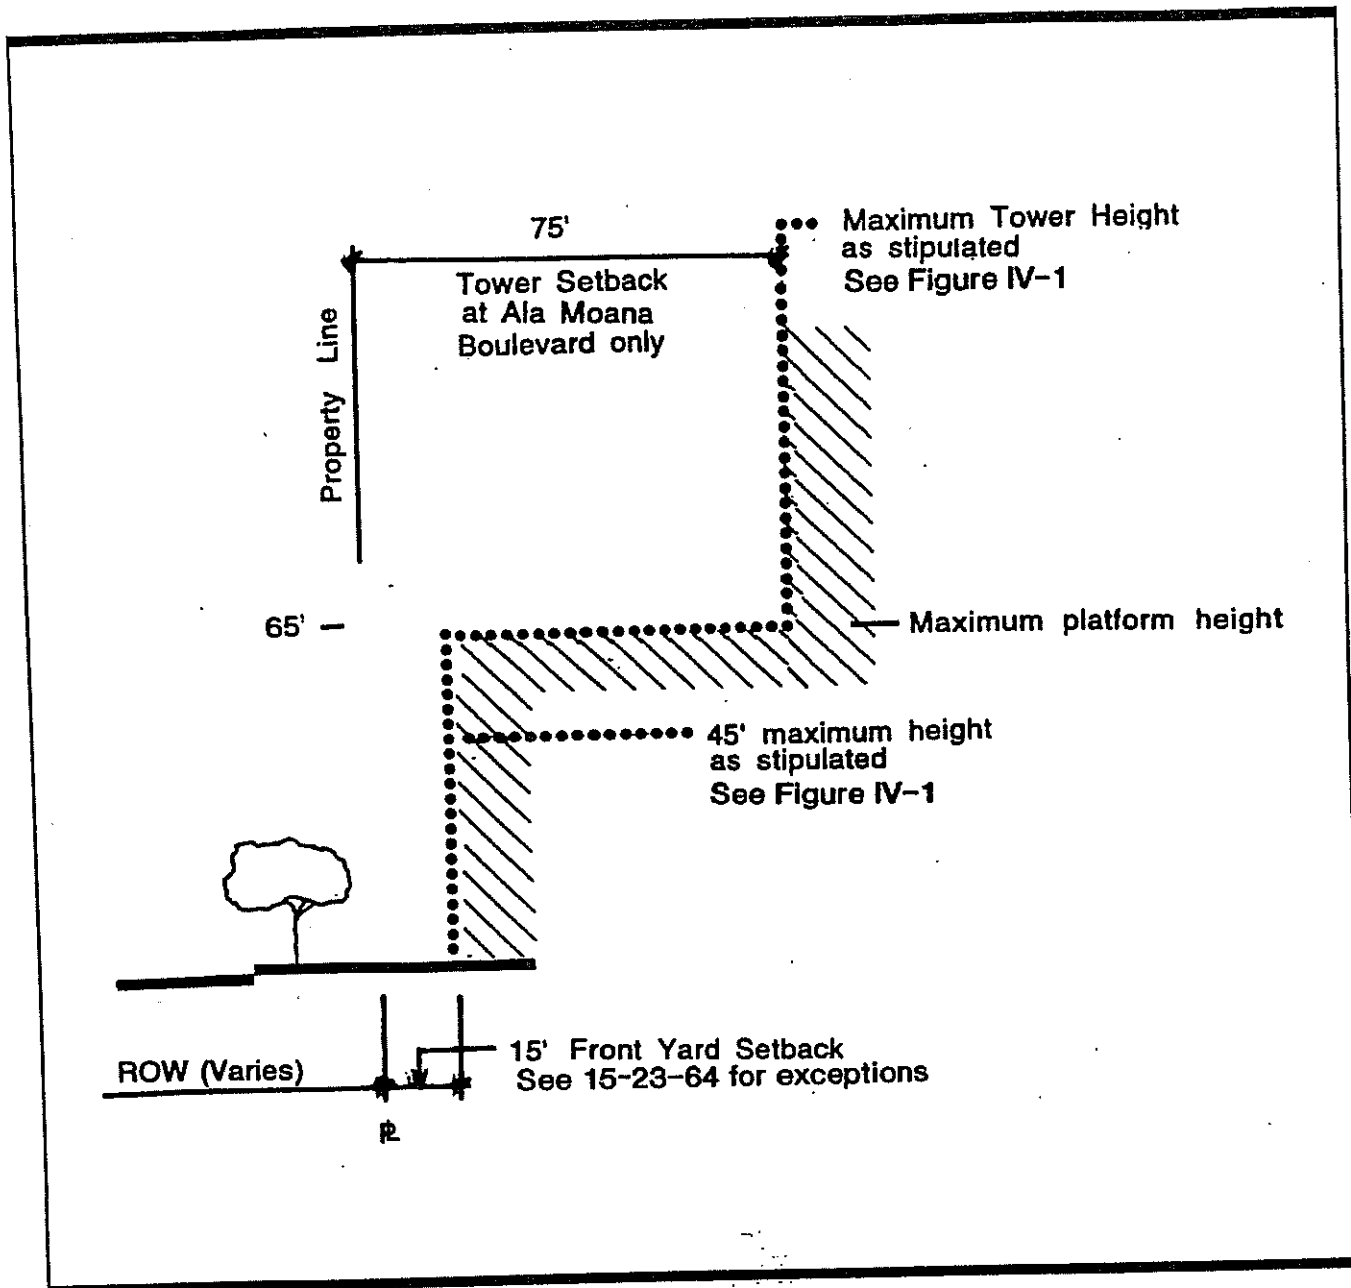 75'
Maximum Tower Height
as stipulated
See Figure IV-1
Tower Setback
at Ala Moana
Boulevard only
Property Line
65'
Maximum platform height
45' maximum height
as stipulated
See Figure IV-1
15' Front Yard Setback
See 15-23-64 for exceptions
ROW (Varies)
PL